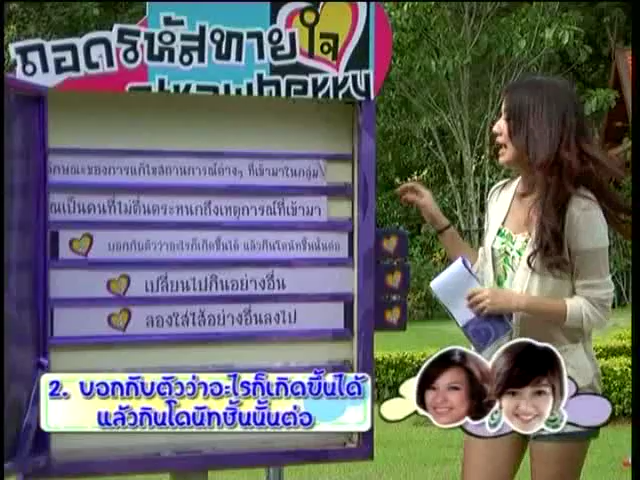 ถอดรหัสทายใจ
strawberry
ักษณะของการแก้ไขสถานการณ์ต่างๆ ที่เข้ามาในกลุ่ม
ณเป็นคนที่ไม่ตื่นตระหนกถึงเหตุการณ์ที่เข้ามา
บอกกับตัวว่าอะไรก็เกิดขึ้นได้ แล้วกินโดนัทชิ้นนั้นต่อ
เปลี่ยนไปกินอย่างอื่น
ลองใส่ไส้อย่างอื่นลงไป
2. บอกกับตัวว่าอะไรก็เกิดขึ้นได้
แล้วกินโดนัทชิ้นนั้นต่อ